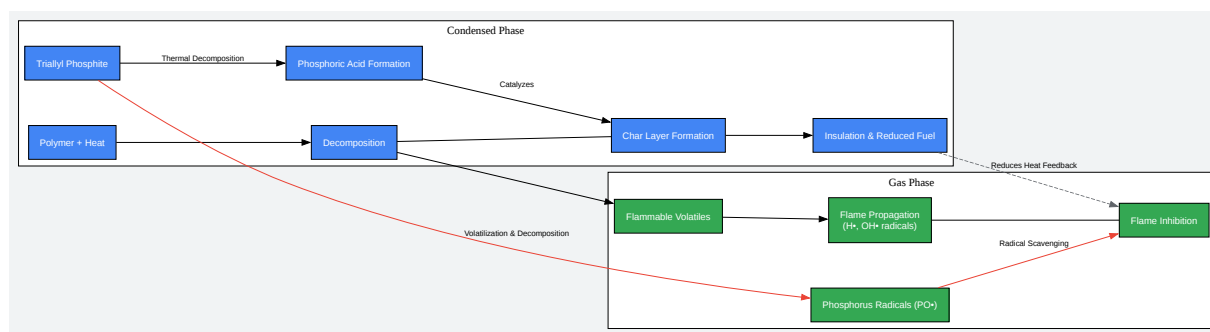 Condensed Phase
Triallyl Phosphite
Thermal Decomposition
Phosphoric Acid Formation
Catalyzes
Polymer + Heat
Decomposition
Char Layer Formation
Insulation & Reduced Fuel
Reduces Heat Feedback
Gas Phase
Flammable Volatiles
Flame Propagation
(H•, OH• radicals)
Flame Inhibition
Volatilization & Decomposition
Radical Scavenging
Phosphorus Radicals (PO•)